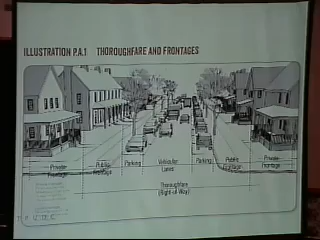 ILLUSTRATION P.A.1 THOROUGHFARE AND FRONTAGES
Private Frontage
Public Frontage
Parking
Vehicular Lanes
Parking
Public Frontage
Private Frontage
Thoroughfare
(Right-of-Way)